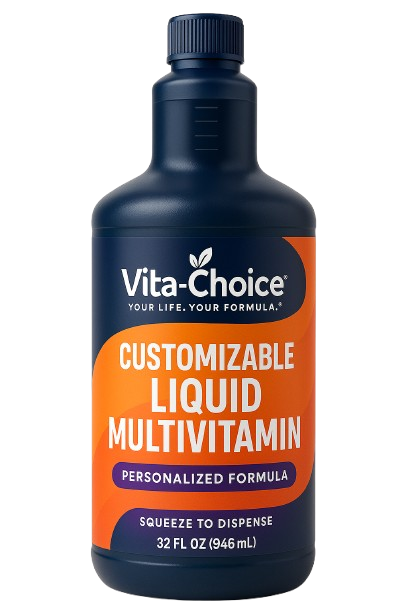 Vita-Choice®
YOUR LIFE. YOUR FORMULA.®
CUSTOMIZABLE
LIQUID
MULTIVITAMIN
PERSONALIZED FORMULA
SQUEEZE TO DISPENSE
32 FL OZ (946 mL)